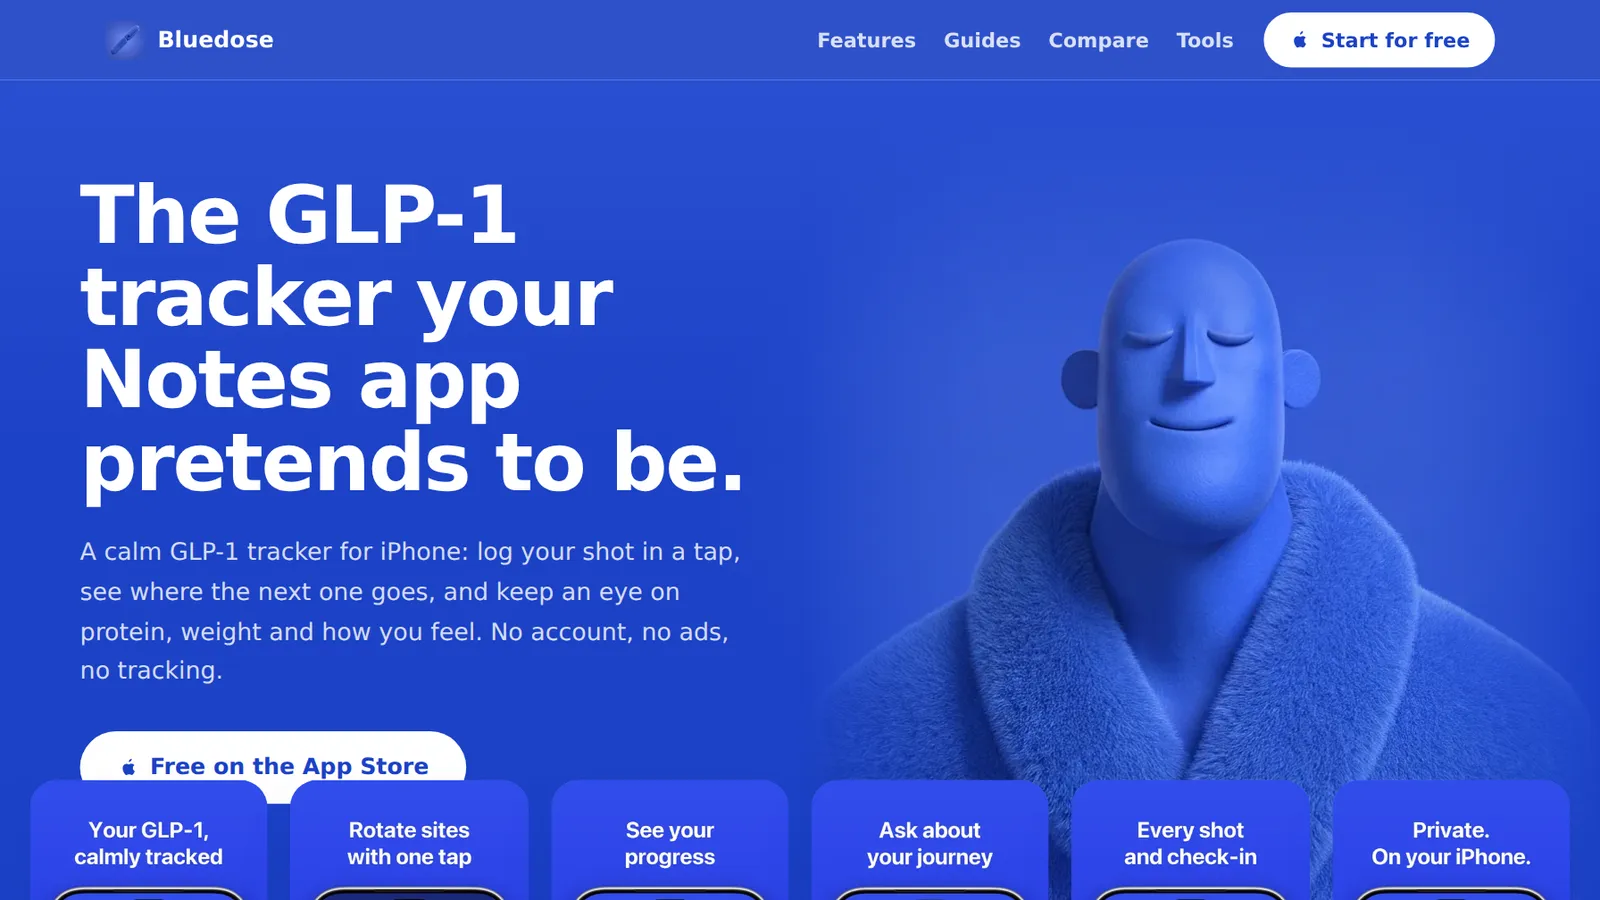 Bluedose
Features
Guides
Compare
Tools
Start for free
The GLP-1
tracker your
Notes app
pretends to be.
A calm GLP-1 tracker for iPhone: log your shot in a tap,
see where the next one goes, and keep an eye on
protein, weight and how you feel. No account, no ads,
no tracking.
Free on the App Store
Your GLP-1,
calmly tracked
Rotate sites
with one tap
See your
progress
Ask about
your journey
Every shot
and check-in
Private.
On your iPhone.